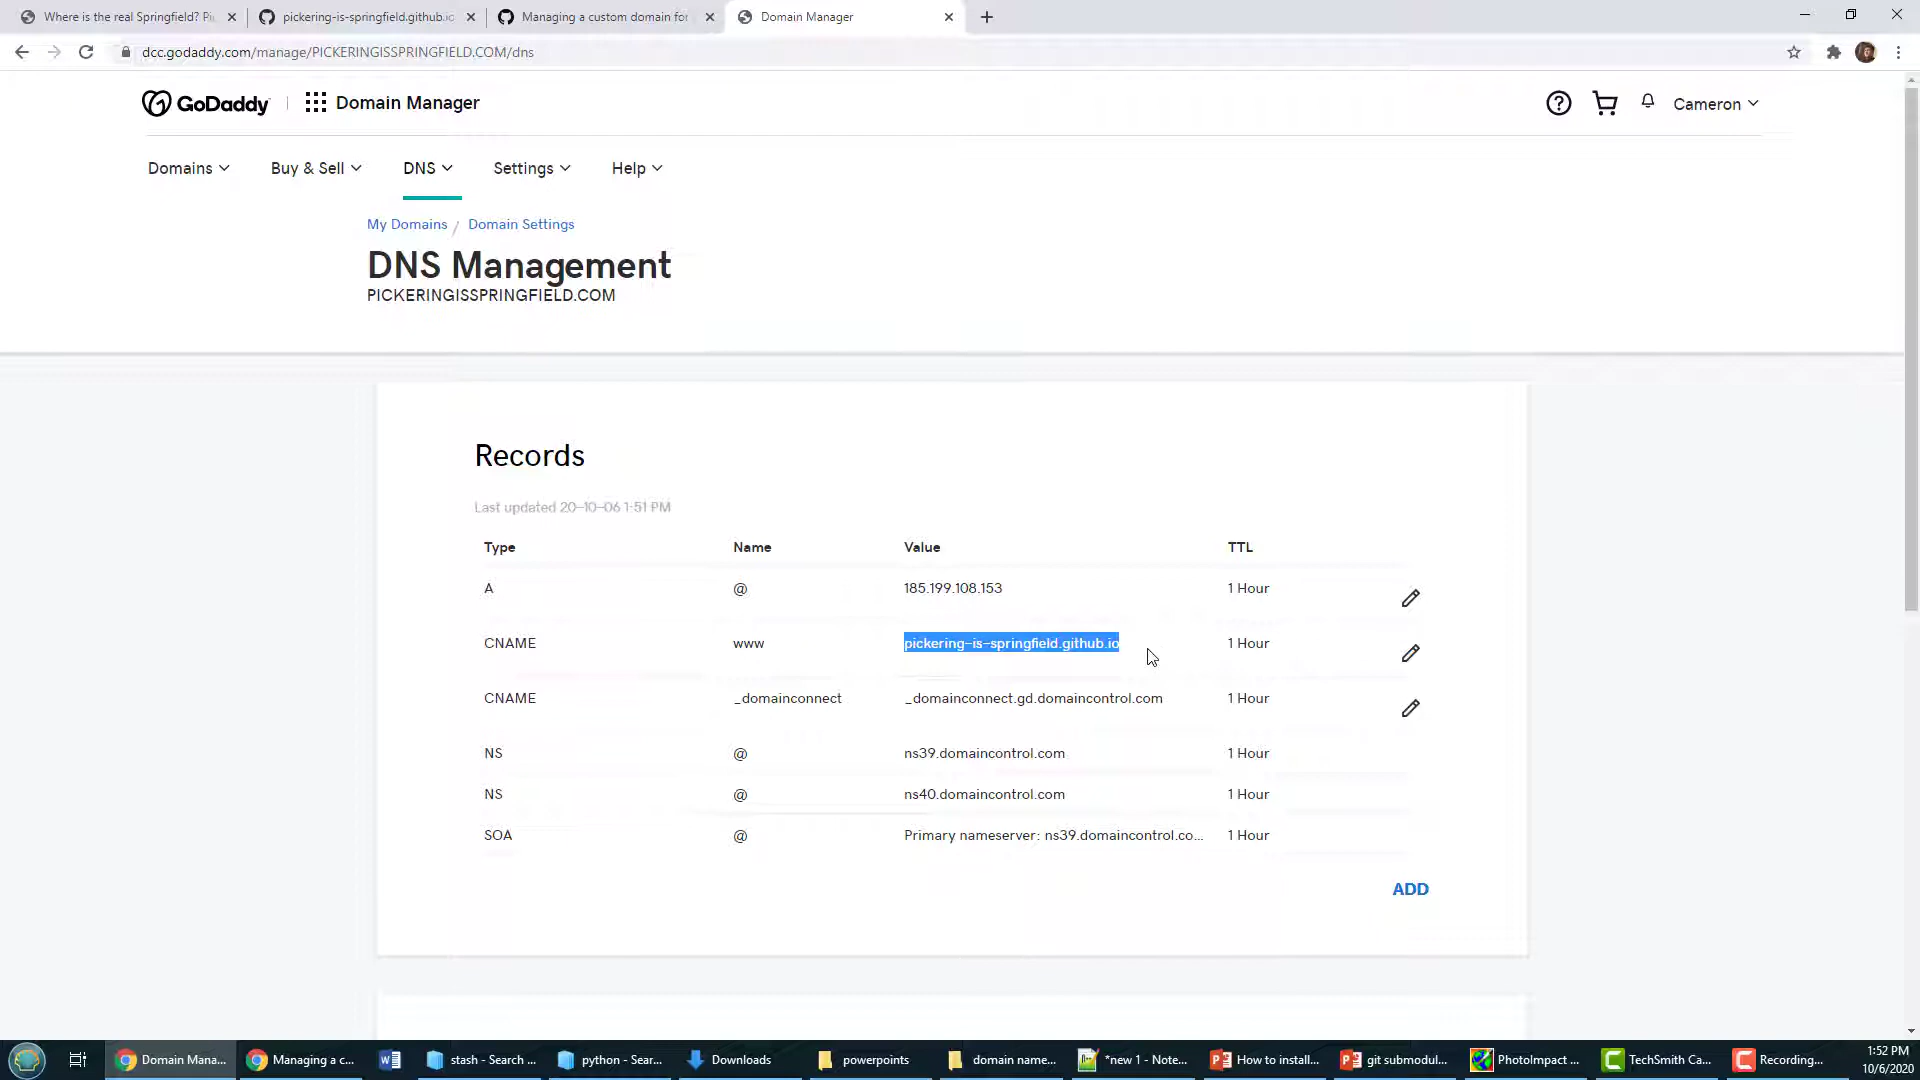 Where is the real Springfield? Pi
pickering-is-springfield.github.io
Managing a custom domain for
Domain Manager
dcc.godaddy.com/manage/PICKERINGISSPRINGFIELD.COM/dns
GoDaddy
Domain Manager
Cameron
Domains
Buy & Sell
DNS
Settings
Help
My Domains / Domain Settings
DNS Management
PICKERINGISSPRINGFIELD.COM
Records
Last updated 20-10-06 1:51 PM
Type Name Value TTL
A @ 185.199.108.153 1 Hour
CNAME www pickering-is-springfield.github.io 1 Hour
CNAME _domainconnect _domainconnect.gd.domaincontrol.com 1 Hour
NS @ ns39.domaincontrol.com 1 Hour
NS @ ns40.domaincontrol.com 1 Hour
SOA @ Primary nameserver: ns39.domaincontrol.co... 1 Hour
ADD
Domain Mana...
Managing a c...
stash - Search ...
python - Sear...
Downloads
powerpoints
domain name...
*new 1 - Note...
How to install...
git submodul...
PhotoImpact ...
TechSmith Ca...
Recording...
1:52 PM
10/6/2020